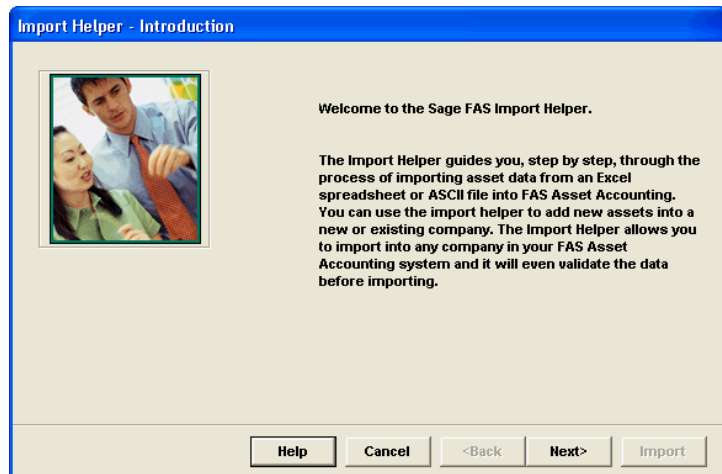 Import Helper - Introduction
Welcome to the Sage FAS Import Helper.
The Import Helper guides you, step by step, through the
process of importing asset data from an Excel
spreadsheet or ASCII file into FAS Asset Accounting.
You can use the import helper to add new assets into a
new or existing company. The Import Helper allows you
to import into any company in your FAS Asset
Accounting system and it will even validate the data
before importing.
Help Cancel <Back Next> Import